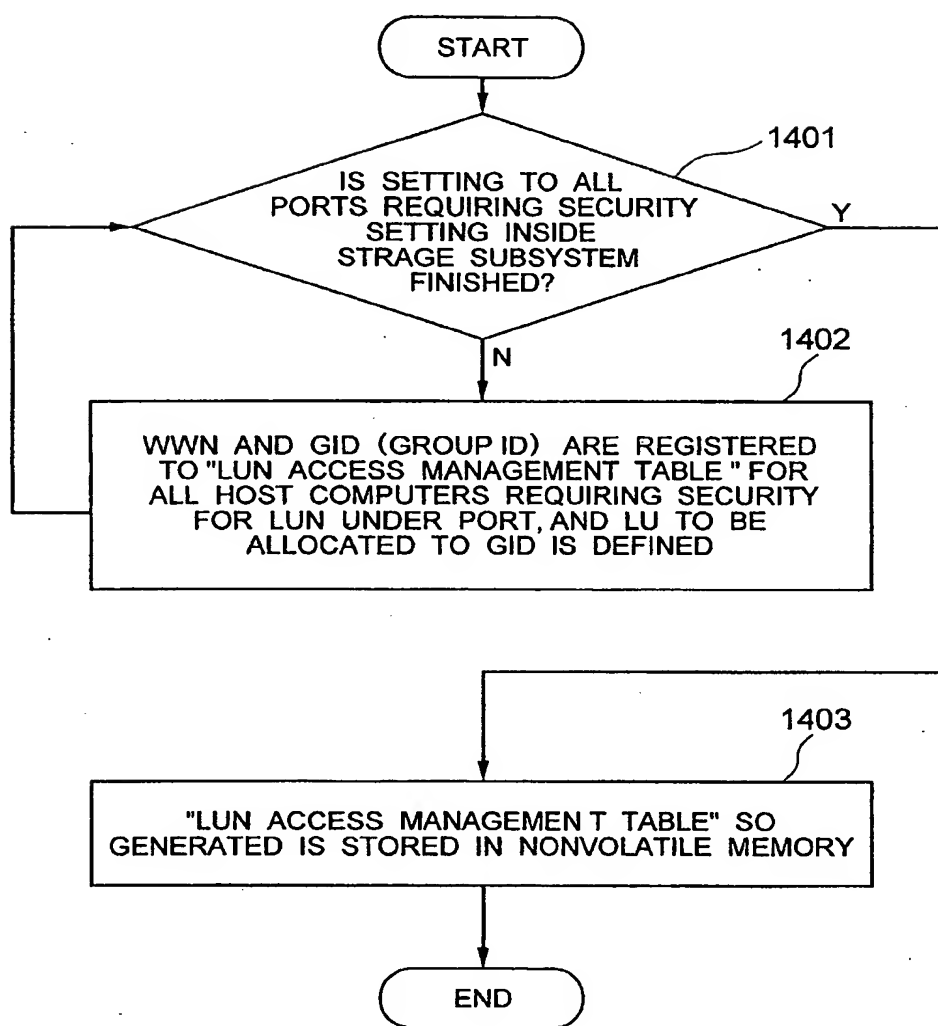 START
1401
IS SETTING TO ALL
PORTS REQUIRING SECURITY
SETTING INSIDE
STRAGE SUBSYSTEM
FINISHED?
Y
N
1402
WWN AND GID (GROUP ID) ARE REGISTERED
TO "LUN ACCESS MANAGEMENT TABLE" FOR
ALL HOST COMPUTERS REQUIRING SECURITY
FOR LUN UNDER PORT, AND LU TO BE
ALLOCATED TO GID IS DEFINED
1403
"LUN ACCESS MANAGEMENT TABLE" SO
GENERATED IS STORED IN NONVOLATILE MEMORY
END